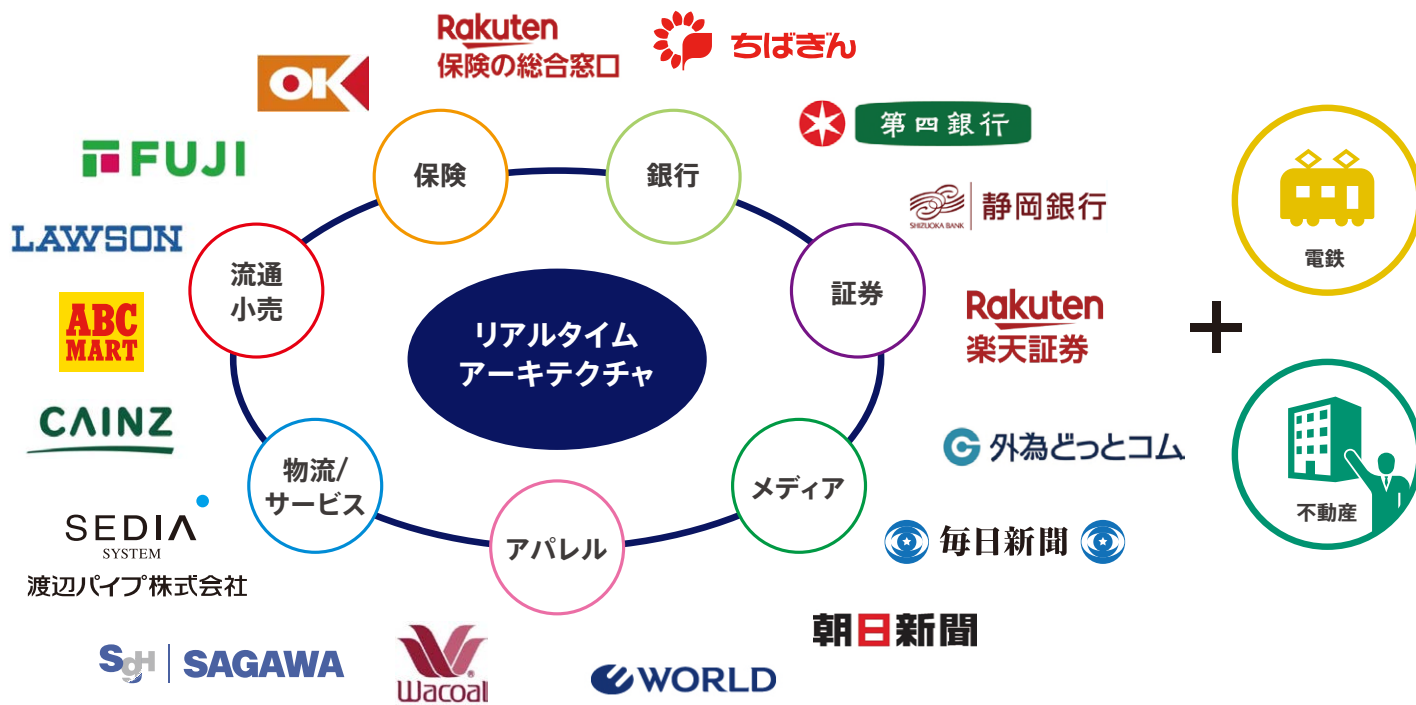 Rakuten
保険の総合窓口
ちばぎん
OK
第四銀行
FUJI
保険
銀行
静岡銀行
SHIZUOKA BANK
LAWSON
流通
小売
証券
電鉄
ABC
MART
リアルタイム
アーキテクチャ
Rakuten
楽天証券
+
CAINZ
物流/
サービス
メディア
外為どっとコム
不動産
SEDIA
SYSTEM
渡辺パイプ株式会社
アパレル
毎日新聞
朝日新聞
SGH
SAGAWA
Wacoal
WORLD